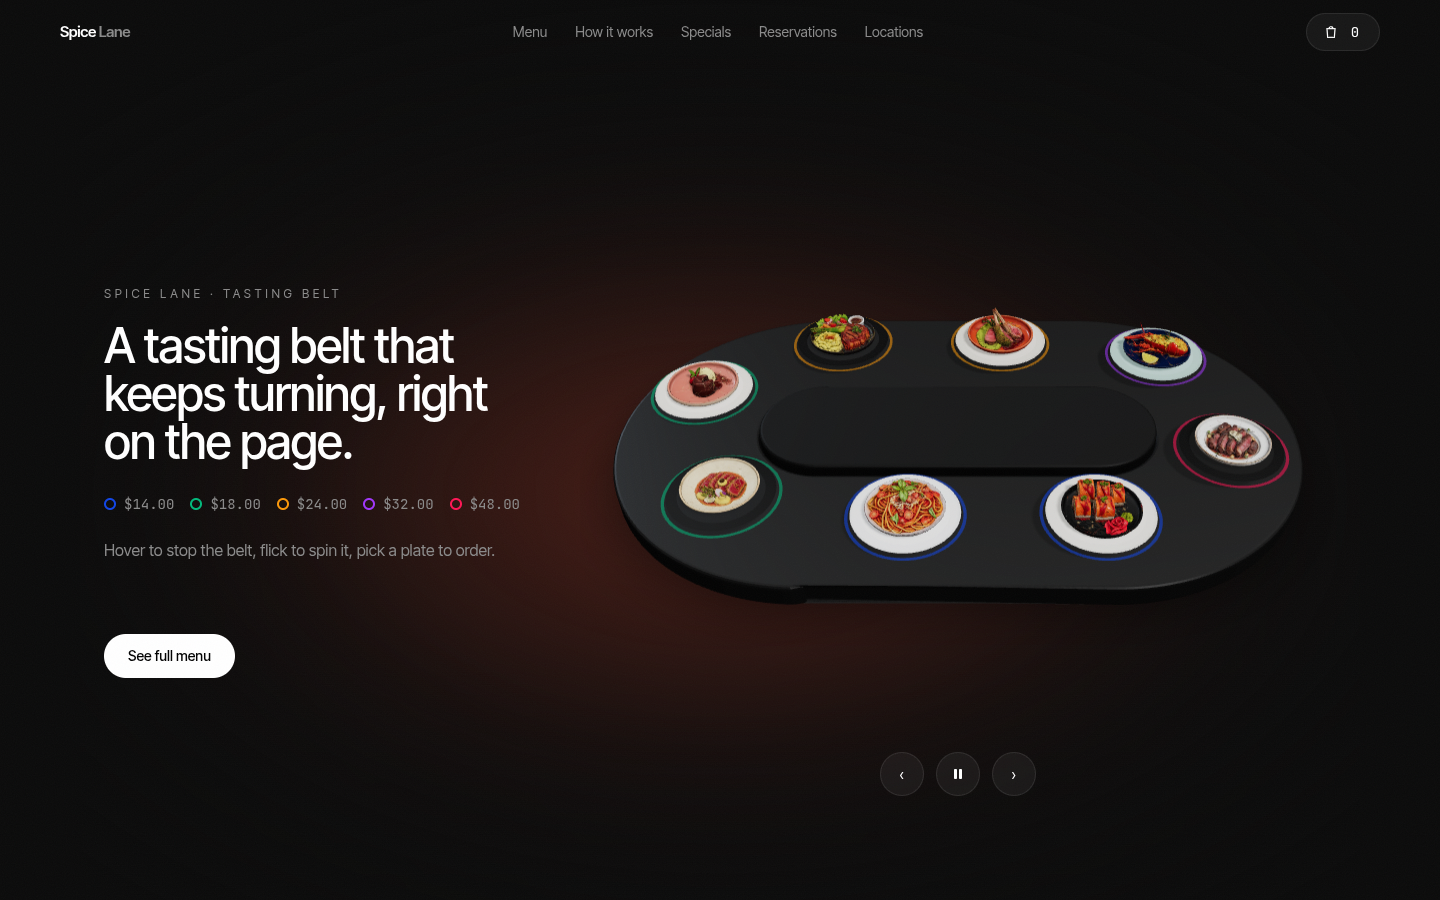 Spice Lane
Menu How it works Specials Reservations Locations
0
SPICE LANE · TASTING BELT
A tasting belt that
keeps turning, right
on the page.
$14.00 $18.00 $24.00 $32.00 $48.00
Hover to stop the belt, flick to spin it, pick a plate to order.
See full menu